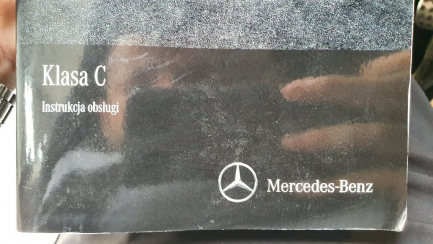 Klasa C
Instrukcja obsługi
Mercedes-Benz